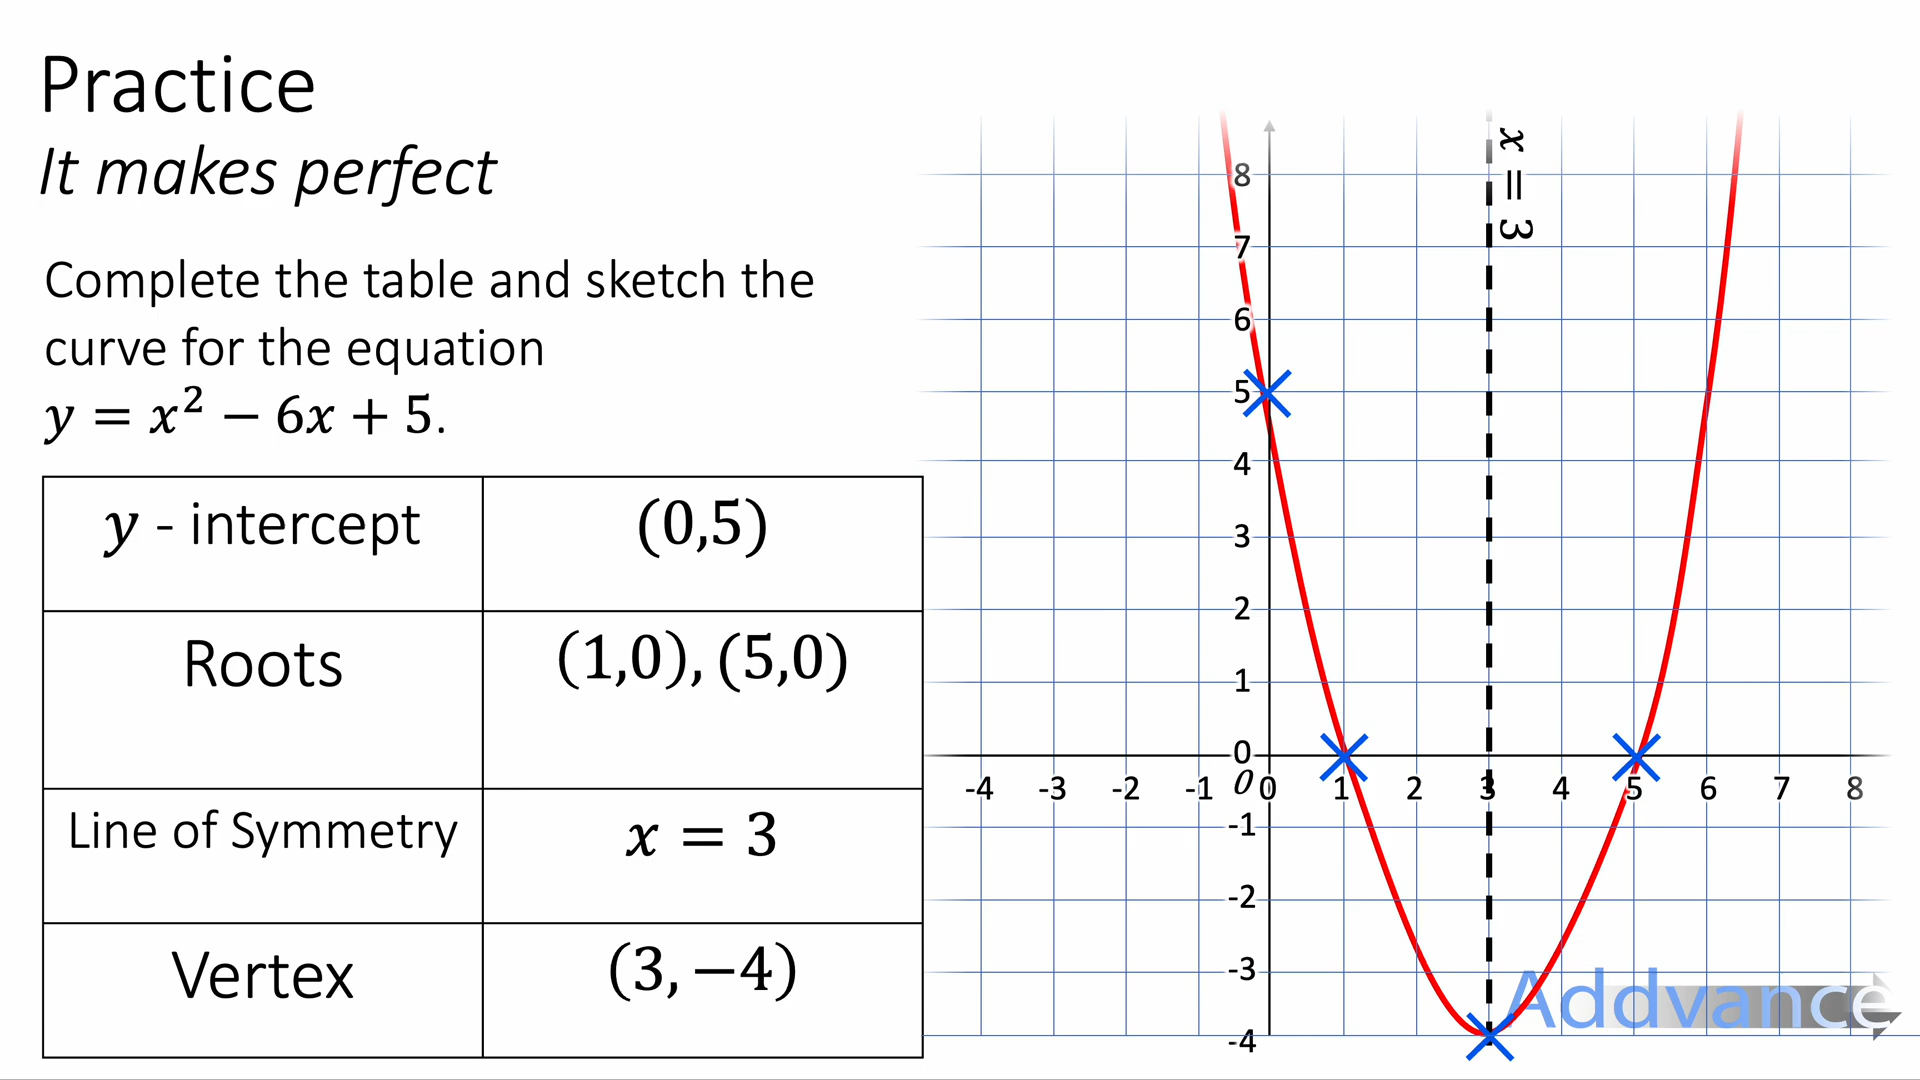 Practice
It makes perfect
Complete the table and sketch the
curve for the equation
y = x² − 6x + 5.
y - intercept (0,5)
Roots (1,0), (5,0)
Line of Symmetry x = 3
Vertex (3, −4)
x = 3
8
7
6
5
4
3
2
1
0
-4 -3 -2 -1 O 0 1 2 3 4 5 6 7 8
-1
-2
-3
-4
Addvance